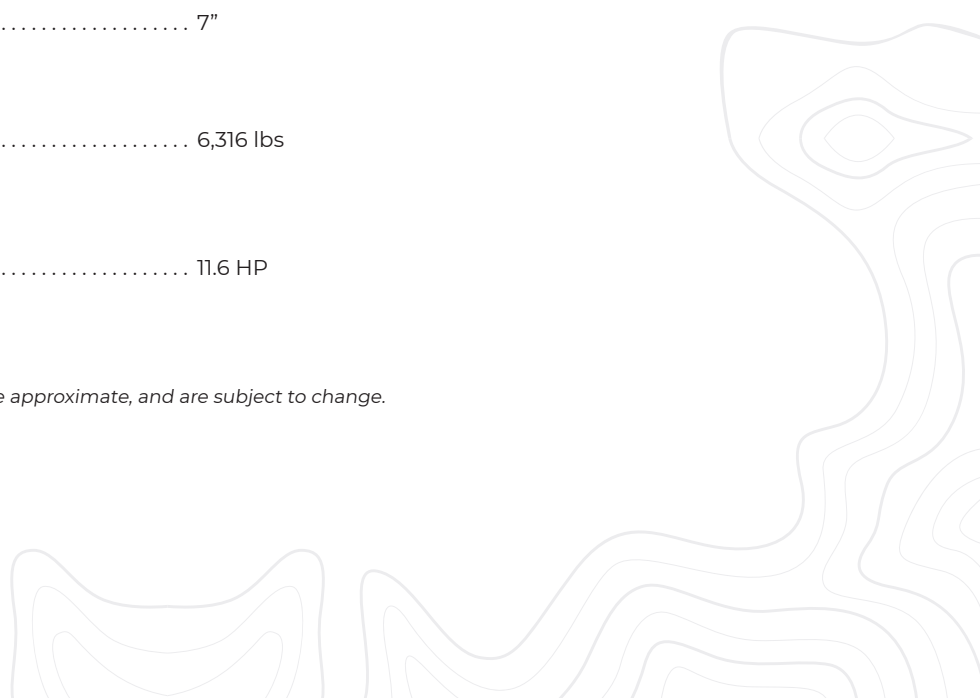 ................... 7”
................... 6,316 lbs
................... 11.6 HP
approximate, and are subject to change.